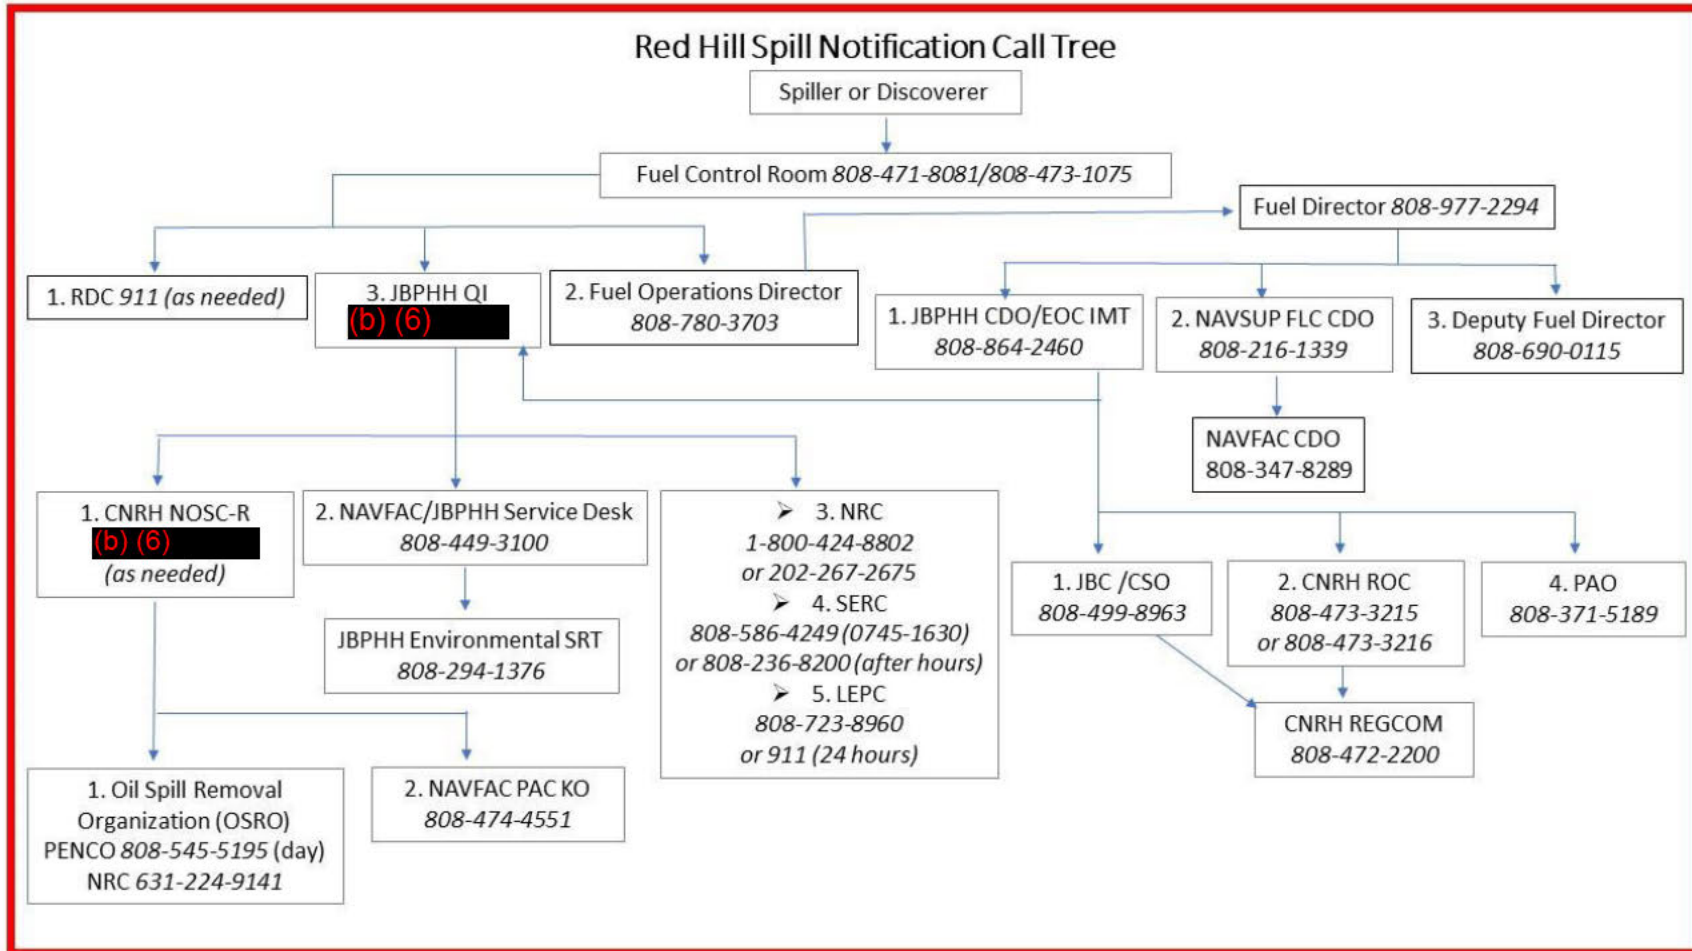 Red Hill Spill Notification Call Tree
Spiller or Discoverer
Fuel Control Room 808-471-8081/808-473-1075
Fuel Director 808-977-2294
1. RDC 911 (as needed)
3. JBPHH QI
(b) (6)
2. Fuel Operations Director
808-780-3703
1. JBPHH CDO/EOC IMT
808-864-2460
2. NAVSUP FLC CDO
808-216-1339
3. Deputy Fuel Director
808-690-0115
NAVFAC CDO
808-347-8289
1. CNRH NOSC-R
(b) (6)
(as needed)
2. NAVFAC/JBPHH Service Desk
808-449-3100
JBPHH Environmental SRT
808-294-1376
➢ 3. NRC
1-800-424-8802
or 202-267-2675
➢ 4. SERC
808-586-4249 (0745-1630)
or 808-236-8200 (after hours)
➢ 5. LEPC
808-723-8960
or 911 (24 hours)
1. JBC /CSO
808-499-8963
2. CNRH ROC
808-473-3215
or 808-473-3216
4. PAO
808-371-5189
CNRH REGCOM
808-472-2200
1. Oil Spill Removal
Organization (OSRO)
PENCO 808-545-5195 (day)
NRC 631-224-9141
2. NAVFAC PAC KO
808-474-4551